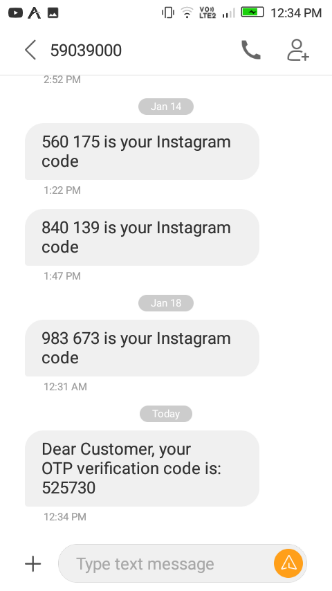 VO))
LTE2
12:34 PM
59039000
2:52 PM
Jan 14
560 175 is your Instagram
code
1:22 PM
840 139 is your Instagram
code
1:47 PM
Jan 18
983 673 is your Instagram
code
12:31 AM
Today
Dear Customer, your
OTP verification code is:
525730
12:34 PM
Type text message